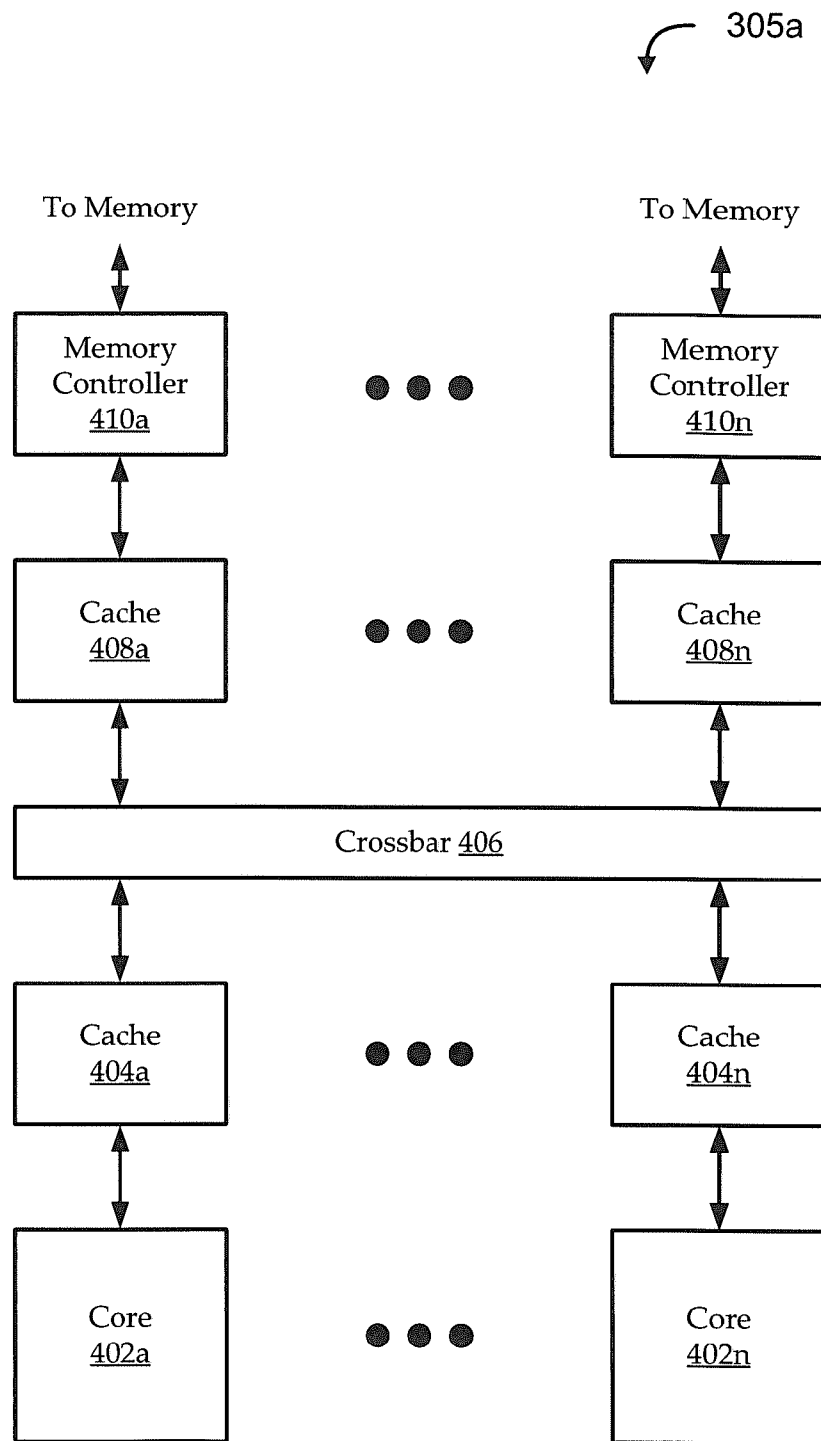 305a
To Memory
To Memory
Memory
Controller
410a
Memory
Controller
410n
Cache
408a
Cache
408n
Crossbar 406
Cache
404a
Cache
404n
Core
402a
Core
402n